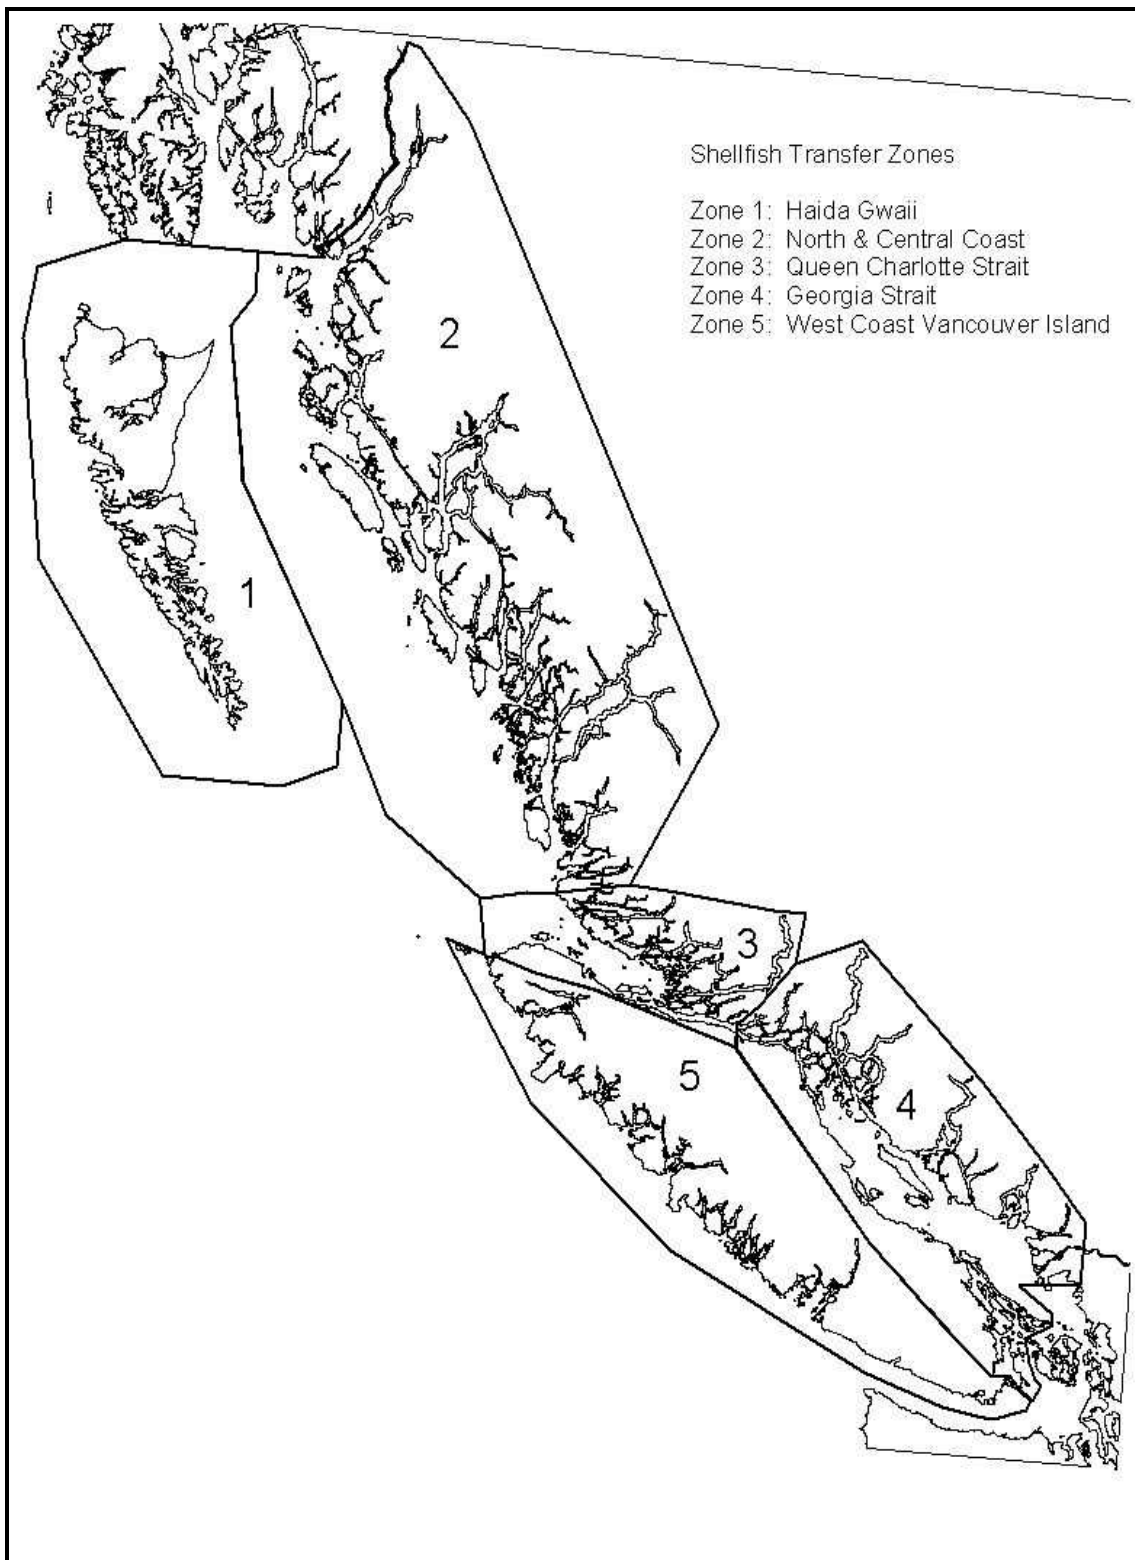 Shellfish Transfer Zones
Zone 1: Haida Gwaii
Zone 2: North & Central Coast
Zone 3: Queen Charlotte Strait
Zone 4: Georgia Strait
Zone 5: West Coast Vancouver Island
2
1
3
5
4